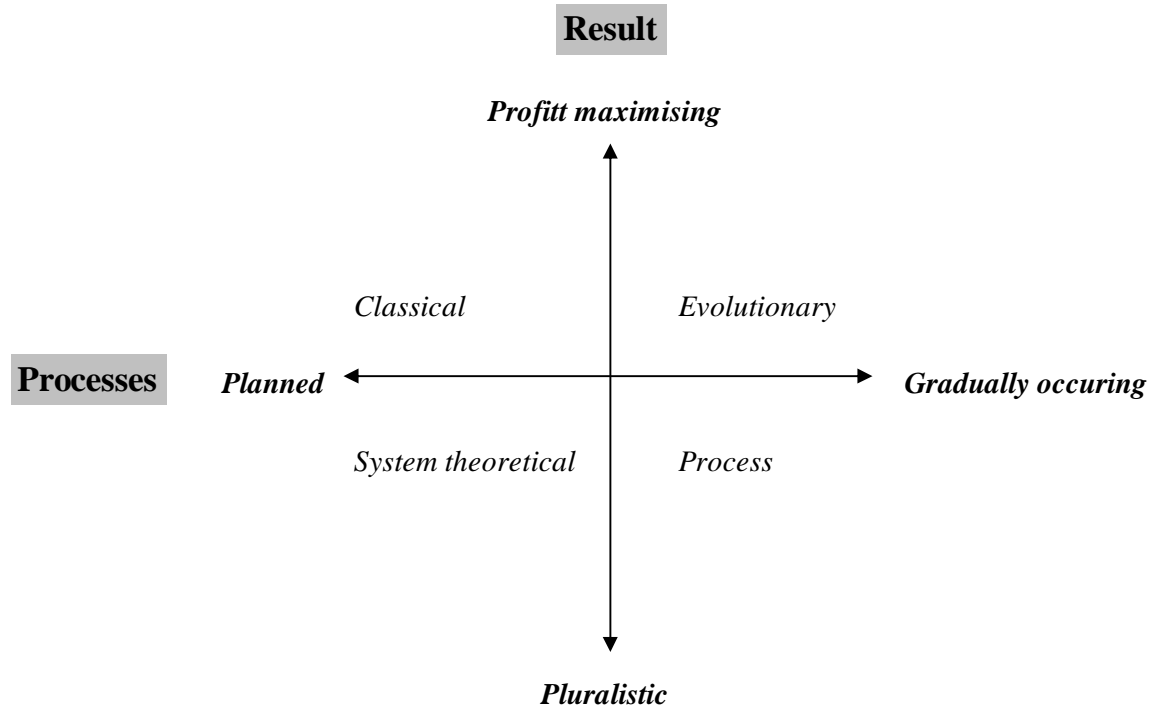 Result
Profitt maximising
Classical
Evolutionary
Processes
Planned
Gradually occuring
System theoretical
Process
Pluralistic